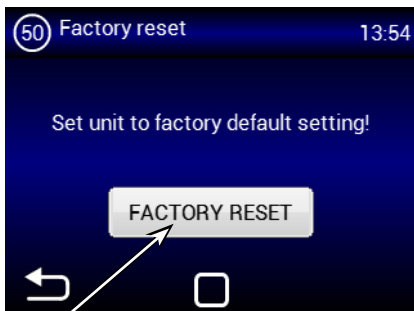 50 Factory reset 13:54
Set unit to factory default setting!
FACTORY RESET